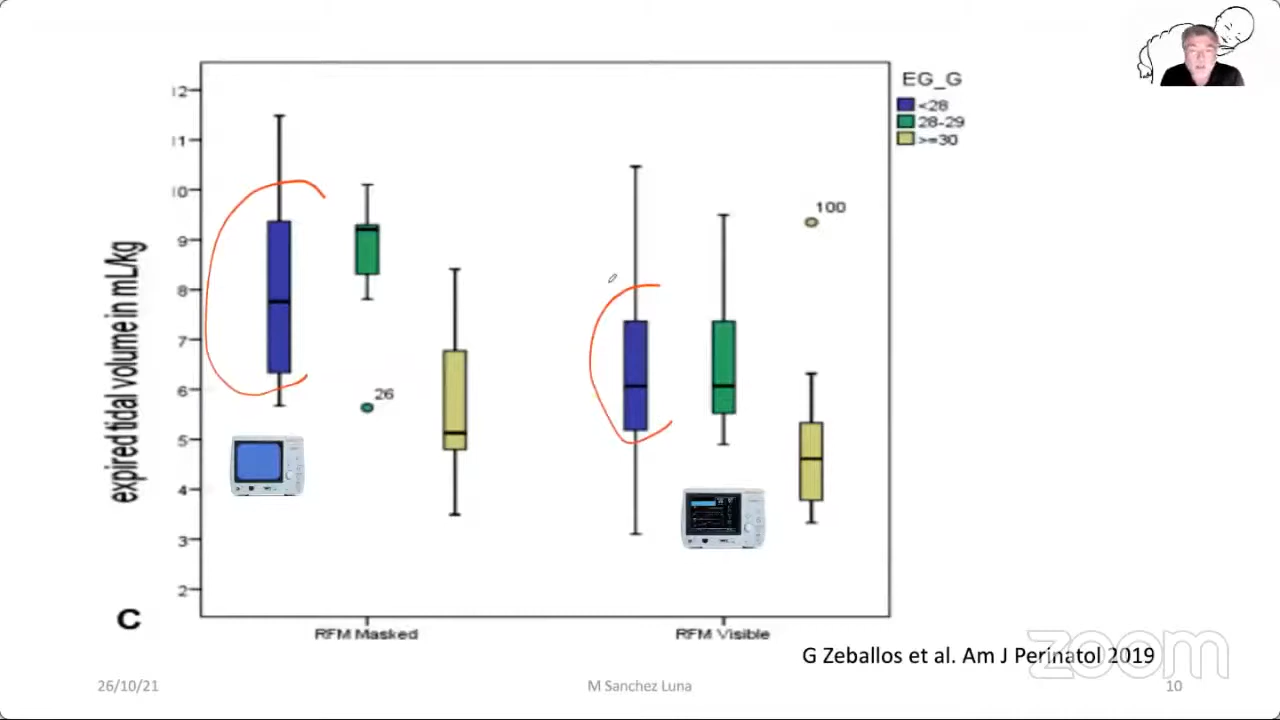 EG_G
<28
28-29
>=30
12
11
10
9
8
7
6
5
4
3
2
expired tidal volume in mL/kg
100
26
C
RFM Masked
RFM Visible
G Zeballos et al. Am J Perinatol 2019
zoom
26/10/21
M Sanchez Luna
10